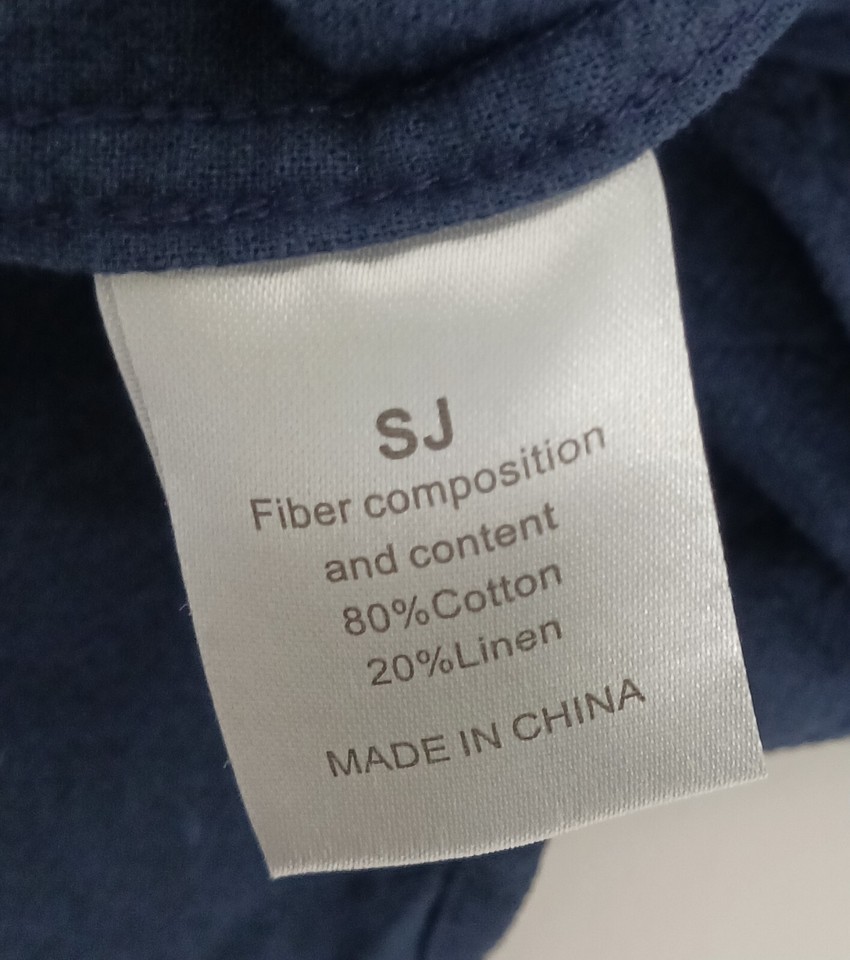 SJ
Fiber composition
and content
80%Cotton
20%Linen
MADE IN CHINA